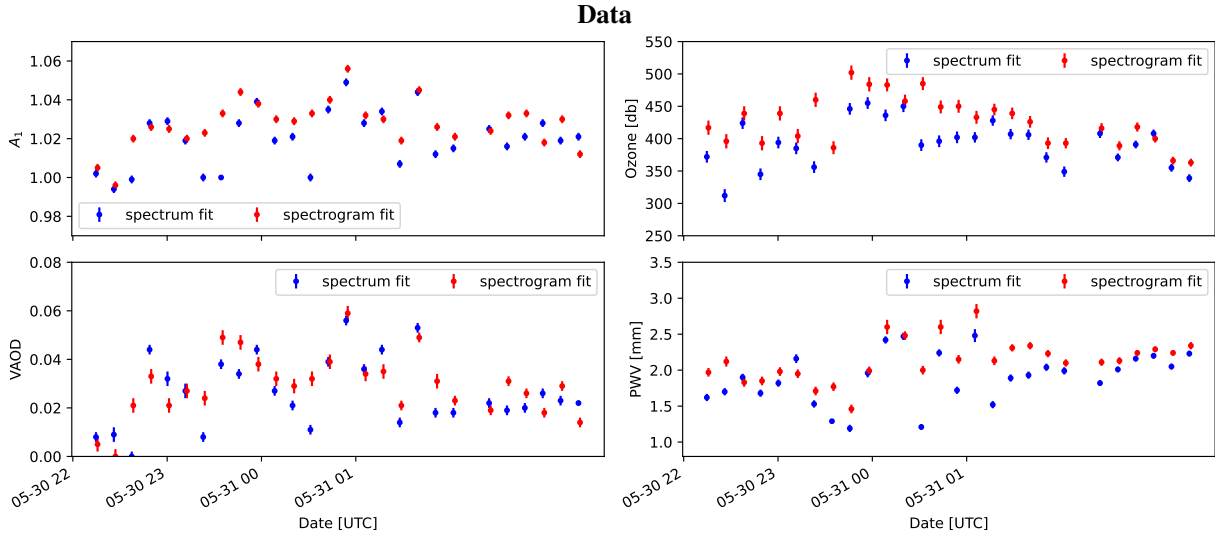 Data
1.06
1.04
1.02
1.00
0.98
A1
spectrum fit
spectrogram fit
550
500
450
400
350
300
250
Ozone [db]
spectrum fit
spectrogram fit
0.08
0.06
0.04
0.02
0.00
VAOD
spectrum fit
spectrogram fit
05-30 22
05-30 23
05-31 00
05-31 01
Date [UTC]
3.5
3.0
2.5
2.0
1.5
1.0
PWV [mm]
spectrum fit
spectrogram fit
05-30 22
05-30 23
05-31 00
05-31 01
Date [UTC]